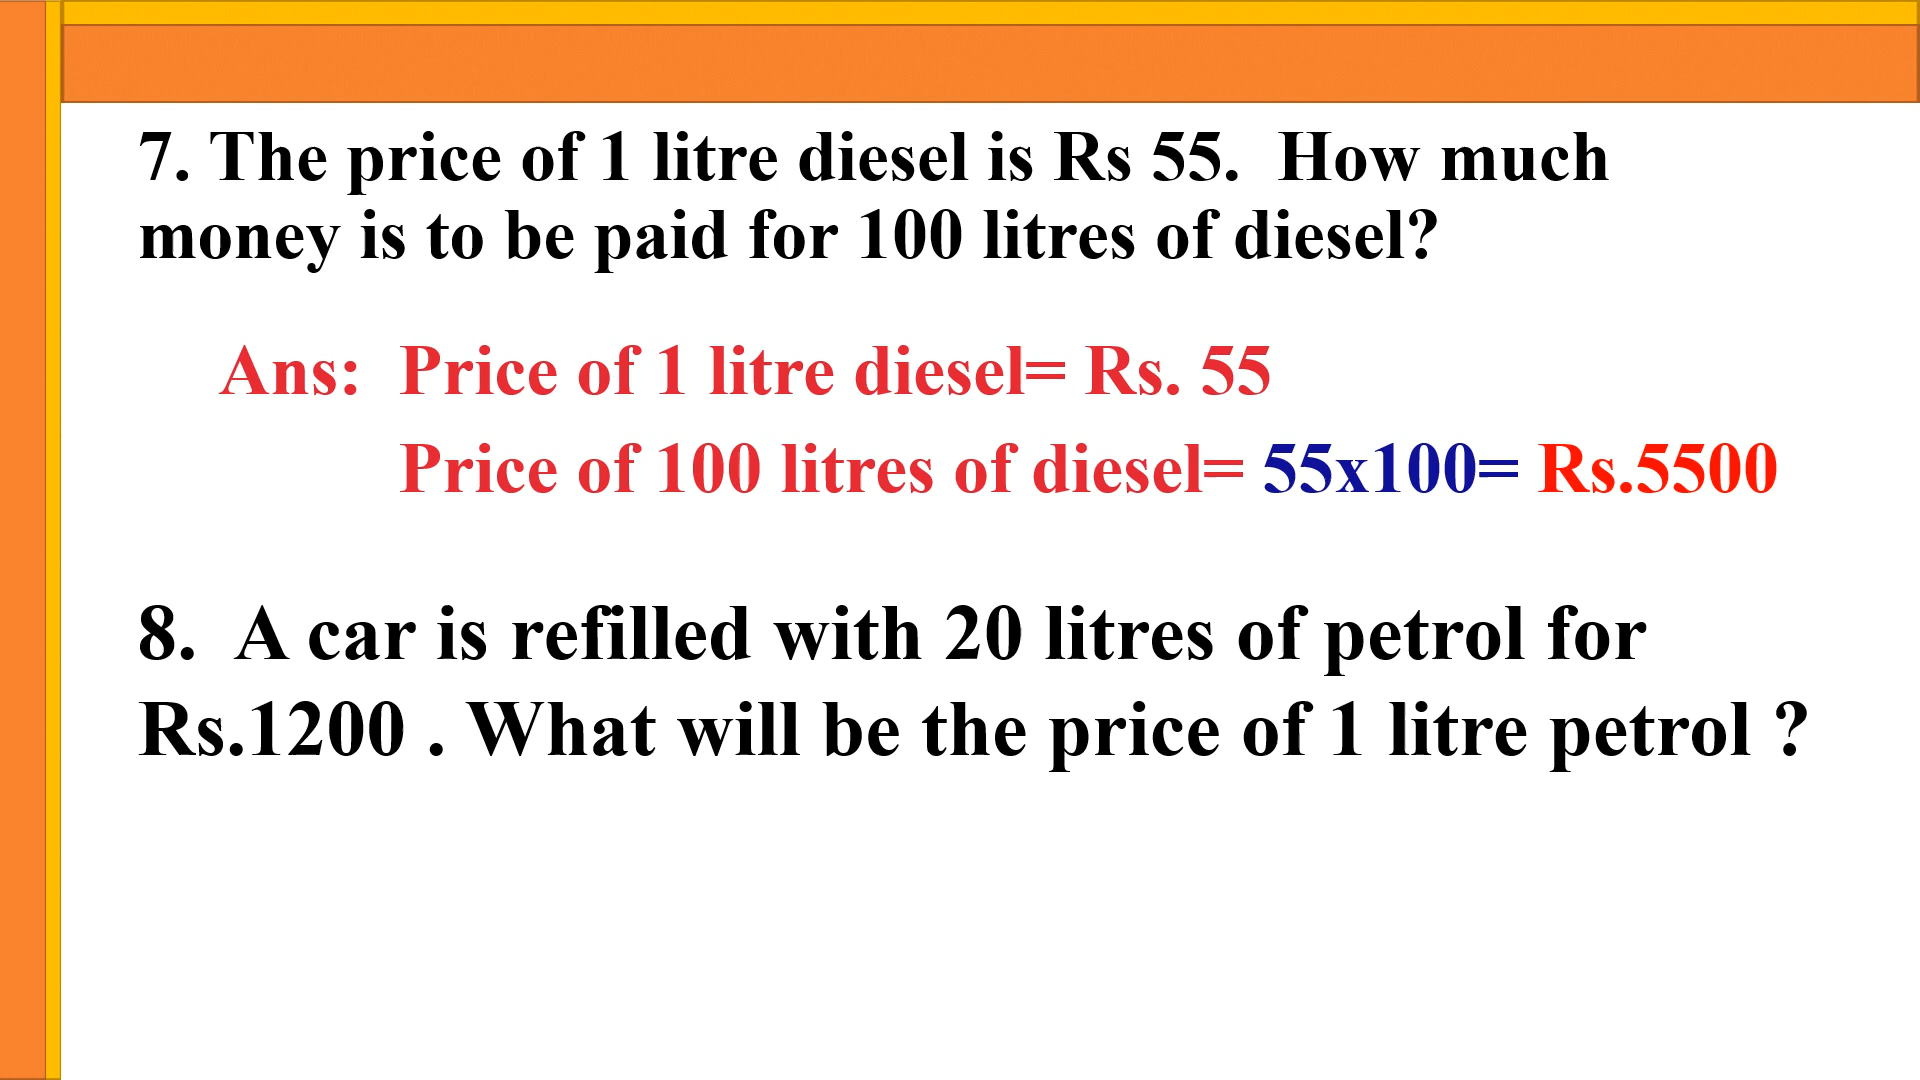 7. The price of 1 litre diesel is Rs 55. How much
money is to be paid for 100 litres of diesel?
Ans: Price of 1 litre diesel= Rs. 55
Price of 100 litres of diesel= 55x100= Rs.5500
8. A car is refilled with 20 litres of petrol for
Rs.1200 . What will be the price of 1 litre petrol ?